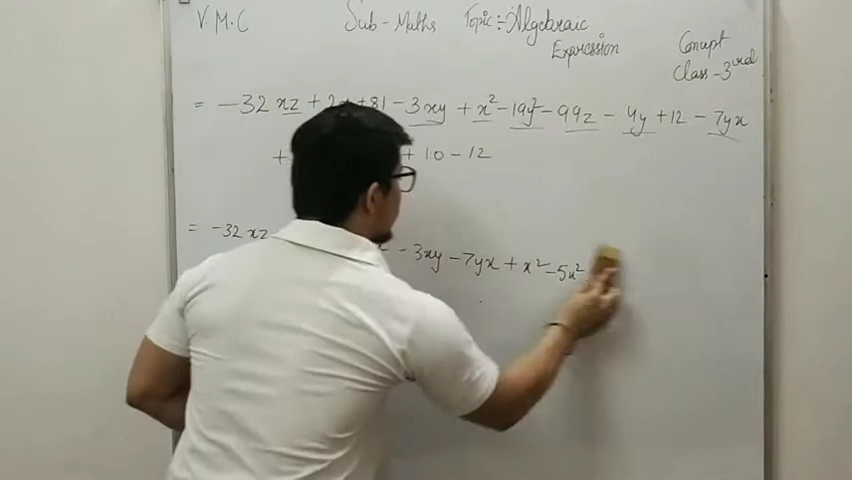 V.M.C Sub-Maths Topic:-Algebraic
Expression
Concept
Class-3rd
= -32 xz + 2x + 81 - 3xy + x² - 19y² - 99z - 4y + 12 - 7yx
+ + 10 - 12
= -32 xz - 3xy - 7yx + x² - 5x²